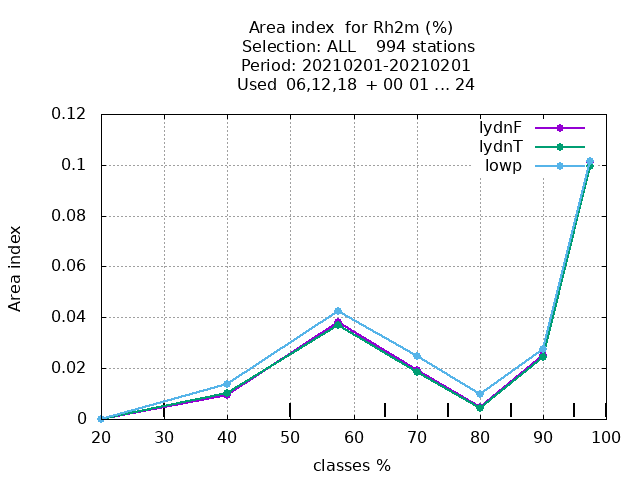 Area index  for Rh2m (%)
Selection: ALL    994 stations
Period: 20210201-20210201
Used  06,12,18  + 00 01 ... 24
0.12
0.1
0.08
0.06
0.04
0.02
0
Area index
lydnF
lydnT
lowp
20 30 40 50 60 70 80 90 100
classes %